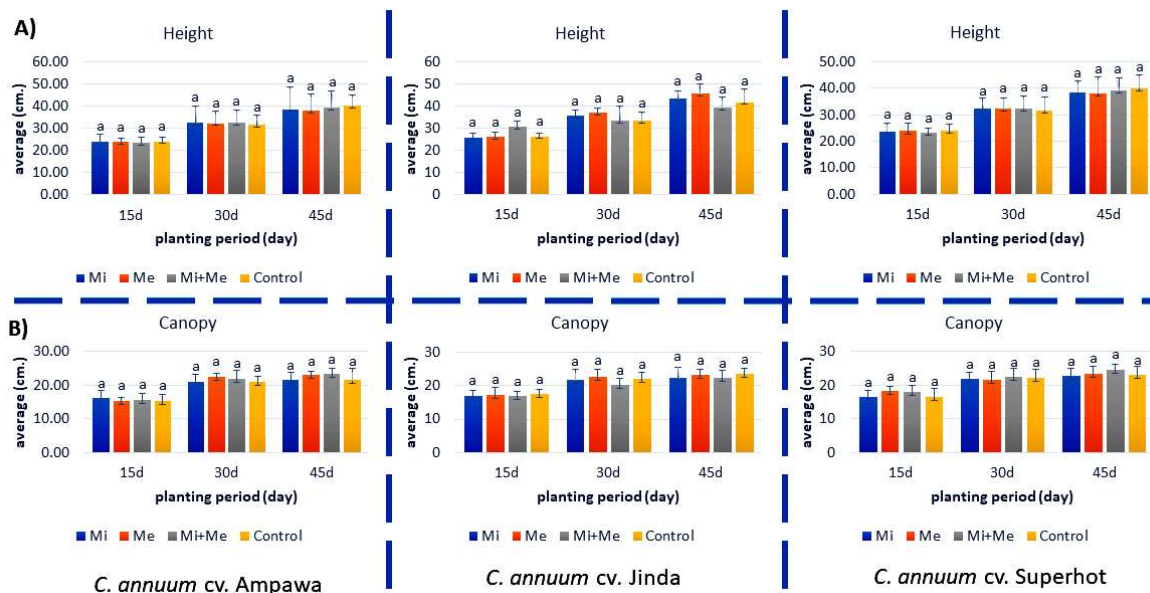 A)
Height
60.00
50.00
40.00
30.00
20.00
10.00
0.00
average (cm.)
a a a a a a a a a a a a
15d 30d 45d
planting period (day)
Mi Me Mi+Me Control
Height
60
50
40
30
20
10
0
average (cm.)
a a a a a a a a a a a a
15d 30d 45d
planting period (day)
Mi Me Mi+Me Control
Height
50.00
40.00
30.00
20.00
10.00
0.00
average (cm.)
a a a a a a a a a a a a
15d 30d 45d
planting period (day)
Mi Me Mi+Me Control
B)
Canopy
30.00
20.00
10.00
0.00
average (cm.)
a a a a a a a a a a a a
15d 30d 45d
planting period (day)
Mi Me Mi+Me Control
C. annuum cv. Ampawa
Canopy
30
20
10
0
average (cm.)
a a a a a a a a a a a a
15d 30d 45d
planting period (day)
Mi Me Mi+Me Control
C. annuum cv. Jinda
Canopy
30
20
10
0
average (cm.)
a a a a a a a a a a a a
15d 30d 45d
planting period (day)
Mi Me Mi+Me Control
C. annuum cv. Superhot